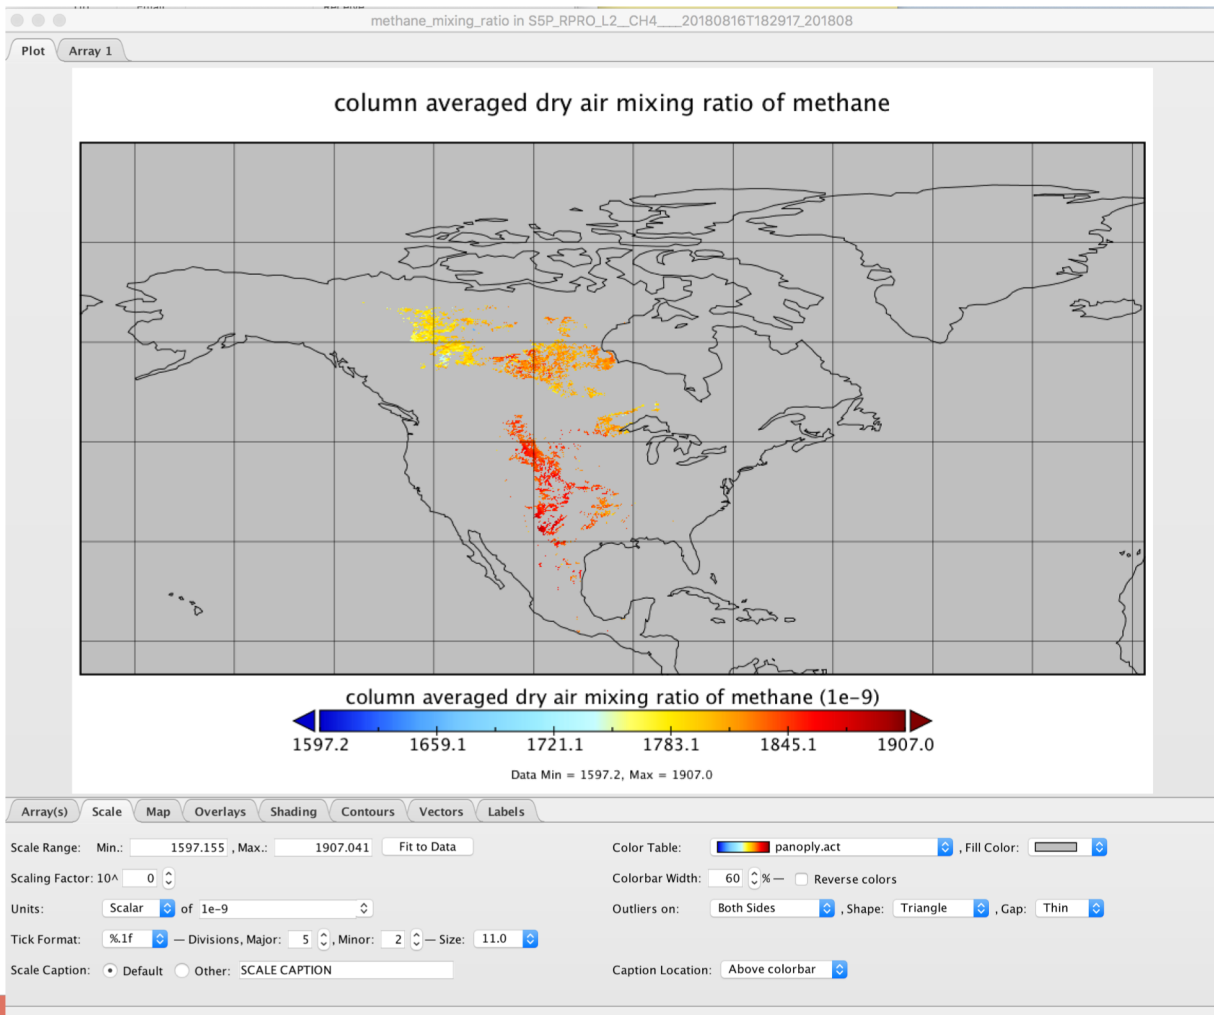 methane_mixing_ratio in S5P_RPRO_L2__CH4____20180816T182917_201808
Plot Array 1
column averaged dry air mixing ratio of methane
column averaged dry air mixing ratio of methane (1e-9)
1597.2 1659.1 1721.1 1783.1 1845.1 1907.0
Data Min = 1597.2, Max = 1907.0
Array(s) Scale Map Overlays Shading Contours Vectors Labels
Scale Range: Min.: 1597.155 , Max.: 1907.041 Fit to Data Color Table: panoply.act , Fill Color:
Scaling Factor: 10^ 0 Colorbar Width: 60 % — Reverse colors
Units: Scalar of 1e-9 Outliers on: Both Sides , Shape: Triangle , Gap: Thin
Tick Format: %.1f — Divisions, Major: 5 , Minor: 2 — Size: 11.0
Scale Caption: Default Other: SCALE CAPTION Caption Location: Above colorbar